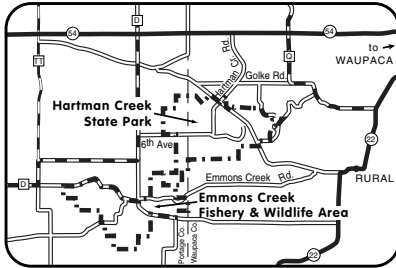 D
54
54
Q
to
WAUPACA
TT
Hartman Cr. Rd.
Golke Rd.
Hartman Creek
State Park
6th Ave
22
Emmons Creek Rd.
RURAL
D
Emmons Creek
Fishery & Wildlife Area
Portage Co.
Waupaca Co.
22